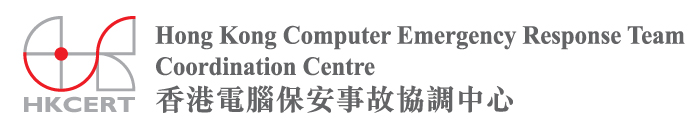 HKCERT
Hong Kong Computer Emergency Response Team
Coordination Centre
香港電腦保安事故協調中心